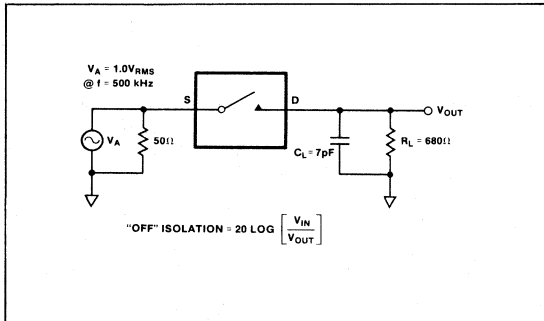 V_A = 1.0V_RMS
@ f = 500 kHz
S
D
V_OUT
V_A
50Ω
C_L = 7pF
R_L = 680Ω
"OFF" ISOLATION = 20 LOG [V_IN / V_OUT]